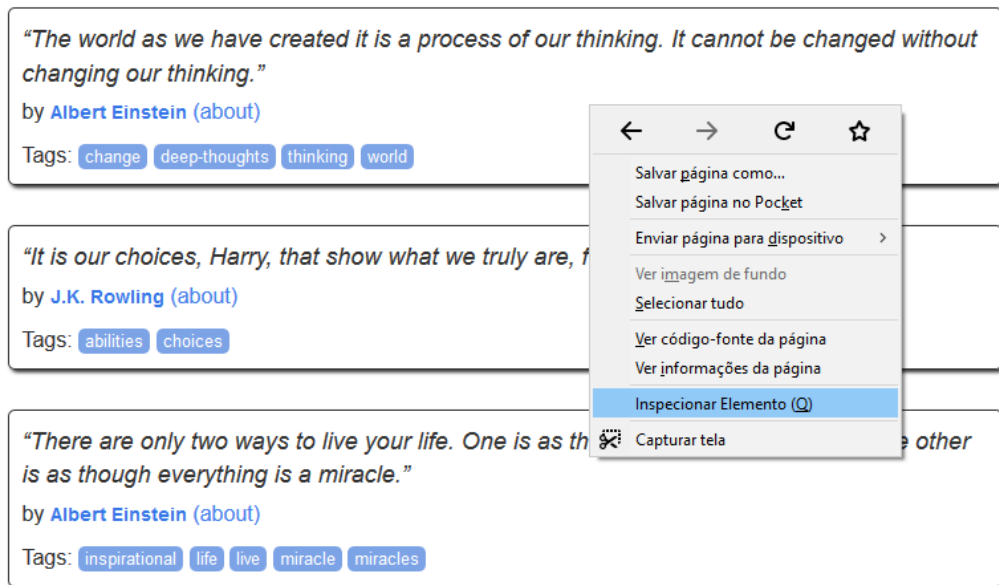 “The world as we have created it is a process of our thinking. It cannot be changed without
changing our thinking.”
by Albert Einstein (about)
Tags: change deep-thoughts thinking world
“It is our choices, Harry, that show what we truly are, f
by J.K. Rowling (about)
Tags: abilities choices
“There are only two ways to live your life. One is as th e other
is as though everything is a miracle.”
by Albert Einstein (about)
Tags: inspirational life live miracle miracles
Salvar página como...
Salvar página no Pocket
Enviar página para dispositivo
Ver imagem de fundo
Selecionar tudo
Ver código-fonte da página
Ver informações da página
Inspecionar Elemento (Q)
Capturar tela